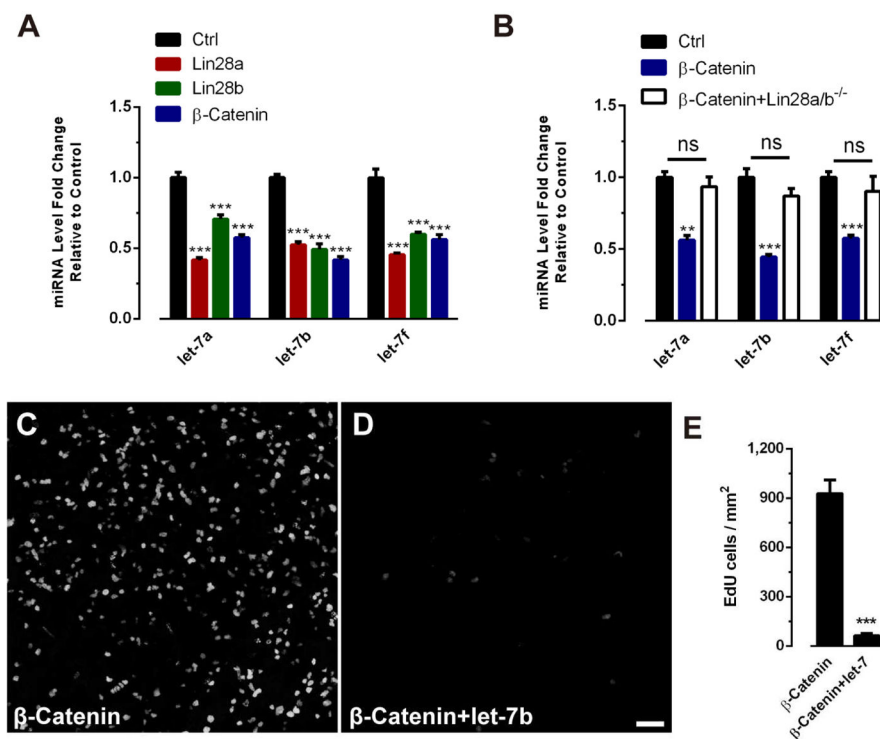 A
Ctrl
Lin28a
Lin28b
β-Catenin
miRNA Level Fold Change
Relative to Control
1.5
1.0
0.5
0.0
***
***
***
***
***
***
***
***
***
let-7a
let-7b
let-7f
B
Ctrl
β-Catenin
β-Catenin+Lin28a/b-/-
miRNA Level Fold Change
Relative to Control
1.5
1.0
0.5
0.0
ns
ns
ns
**
***
***
let-7a
let-7b
let-7f
C
β-Catenin
D
β-Catenin+let-7b
E
EdU cells / mm²
1,200
900
600
300
0
***
β-Catenin
β-Catenin+let-7